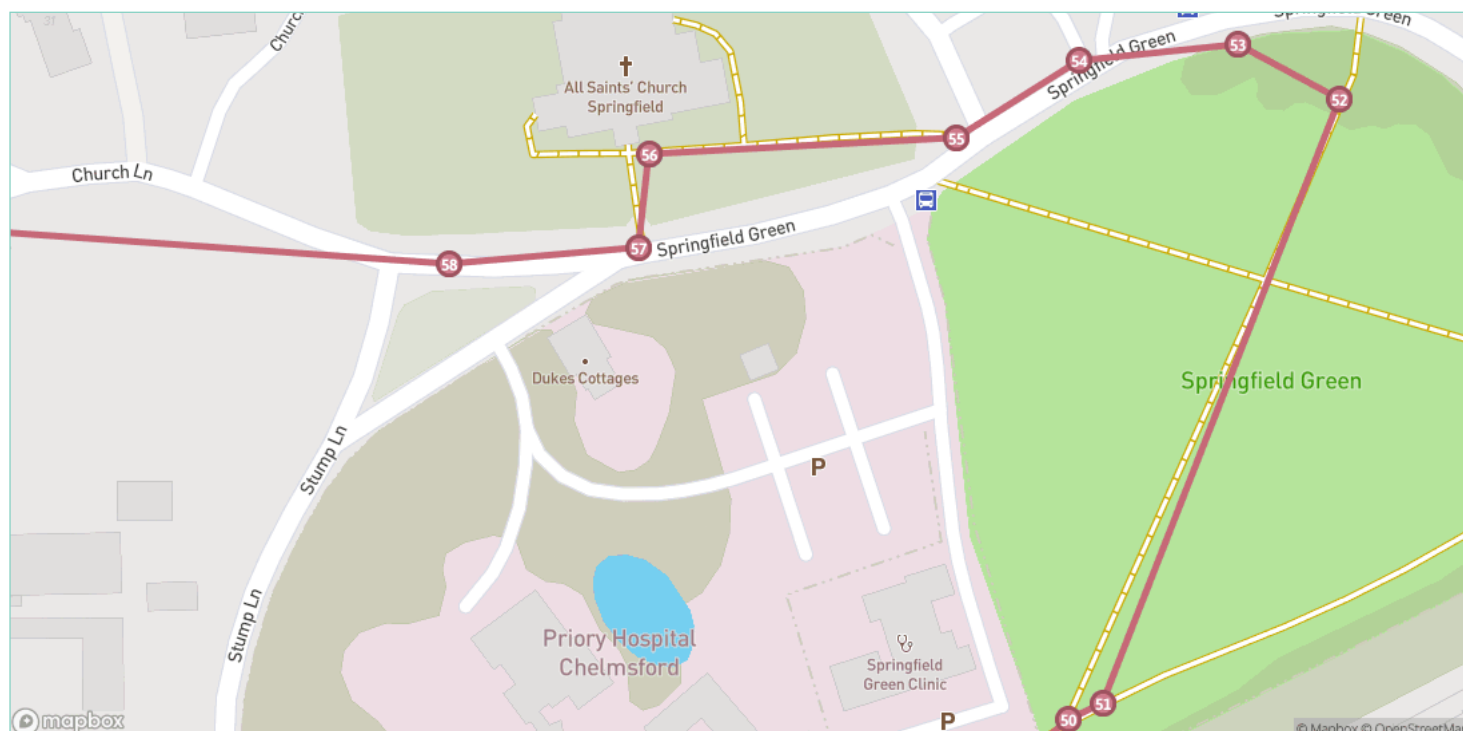 31
Church
Springfield Green
53
54
Springfield Green
52
All Saints' Church
Springfield
55
56
Church Ln
57
Springfield Green
58
Dukes Cottages
Springfield Green
Stump Ln
P
Stump Ln
Priory Hospital
Chelmsford
Springfield
Green Clinic
51
50
P
mapbox
© Mapbox © OpenStreetMap